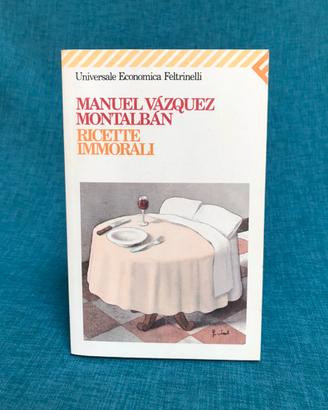 Universale Economica Feltrinelli
MANUEL VÁZQUEZ
MONTALBÁN
RICETTE
IMMORALI